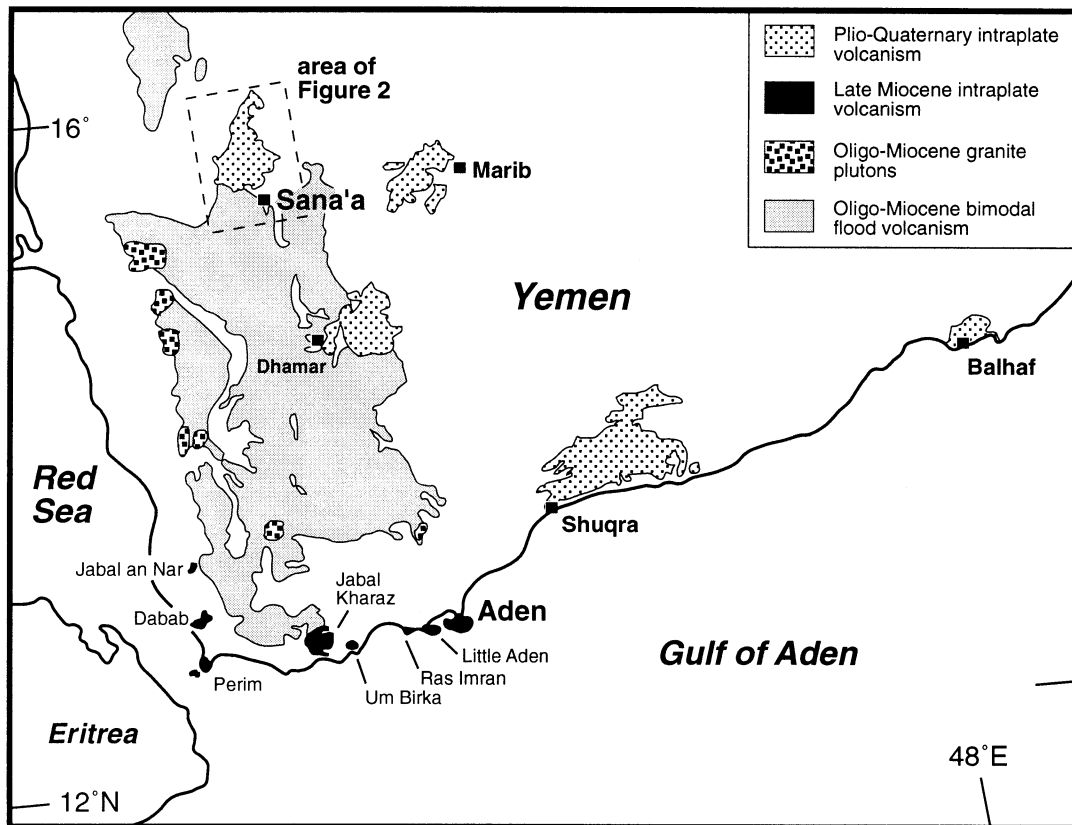 Plio-Quaternary intraplate
volcanism
Late Miocene intraplate
volcanism
Oligo-Miocene granite
plutons
Oligo-Miocene bimodal
flood volcanism
area of
Figure 2
16°
Marib
Sana'a
Yemen
Dhamar
Balhaf
Red
Sea
Shuqra
Jabal an Nar
Jabal
Kharaz
Dabab
Aden
Little Aden
Gulf of Aden
Ras Imran
Perim
Um Birka
Eritrea
48°E
12°N